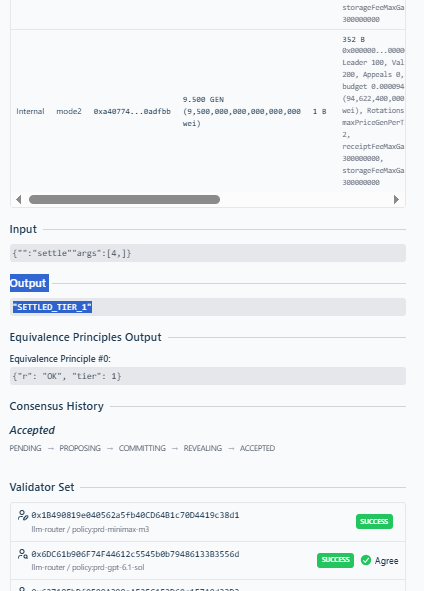 storageFeeMaxGa
300000000
352 B
0x000000...0000
Leader 100, Val
200, Appeals 0,
budget 0.000094
(94,622,400,000
wei), Rotations
maxPriceGenPerT
2,
receiptFeeMaxGa
300000000,
storageFeeMaxGa
300000000
Internal mode2 0xa40774...0adfbb
9.500 GEN
(9,500,000,000,000,000,000
wei)
1 B
Input
{"":"settle""args":[4,]}
Output
"SETTLED_TIER_1"
Equivalence Principles Output
Equivalence Principle #0:
{"r": "OK", "tier": 1}
Consensus History
Accepted
PENDING → PROPOSING → COMMITTING → REVEALING → ACCEPTED
Validator Set
0x1B490819e040562a5fb40CD64B1c70D4419c38d1
llm-router / policy:prd-minimax-m3
SUCCESS
0x6DC61b906F74F44612c5545b0b79486133B3556d
llm-router / policy:prd-gpt-6.1-sol
SUCCESS Agree